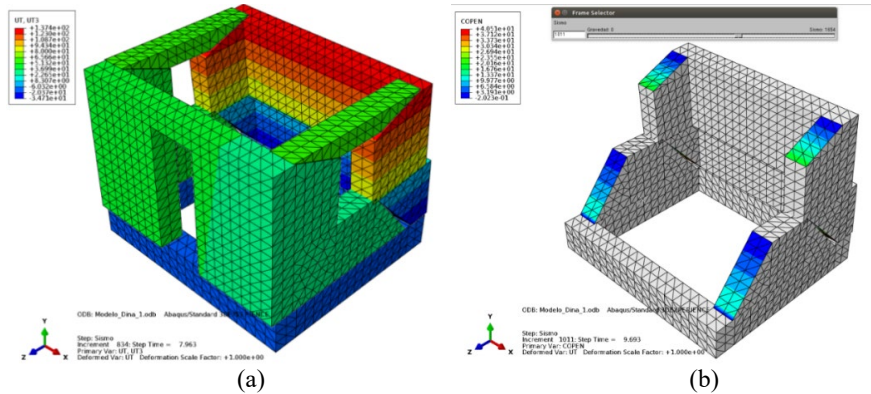 UT, UT3
+1.374e+02
+1.230e+02
+1.087e+02
+9.434e+01
+8.000e+01
+6.566e+01
+5.132e+01
+3.699e+01
+2.265e+01
+8.307e+00
-6.032e+00
-2.037e+01
-3.471e+01
Y
Z
X
ODB: Modelo_Dina_1.odb Abaqus/Standard
Step: Sismo
Increment 834: Step Time = 7.963
Primary Var: UT, UT3
Deformed Var: UT Deformation Scale Factor: +1.000e+00
(a)
Frame Selector
Sismo
1011
Gravedad: 0
Sismo: 1654
COPEN
+4.051e+01
+3.712e+01
+3.373e+01
+3.034e+01
+2.694e+01
+2.355e+01
+2.016e+01
+1.676e+01
+1.337e+01
+9.977e+00
+6.584e+00
+3.191e+00
-2.023e-01
Y
Z
X
ODB: Modelo_Dina_1.odb Abaqus/Standard
Step: Sismo
Increment 1011: Step Time = 9.693
Primary Var: COPEN
Deformed Var: UT Deformation Scale Factor: +1.000e+00
(b)